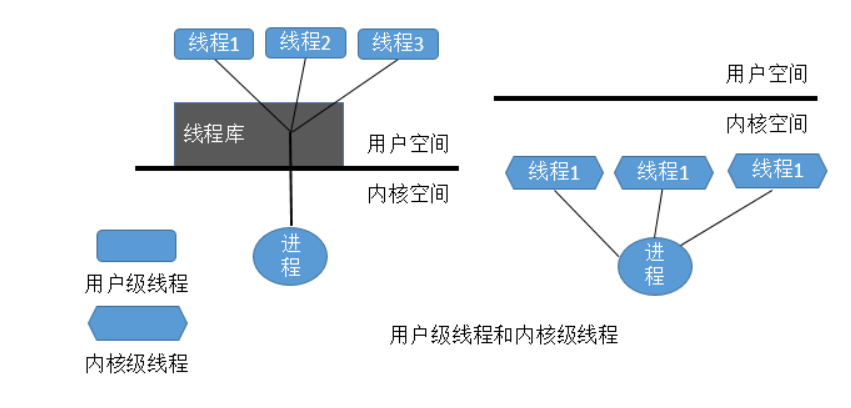 线程1
线程2
线程3
线程库
用户空间
内核空间
进
程
用户级线程
内核级线程
用户空间
内核空间
线程1
线程1
线程1
进
程
用户级线程和内核级线程